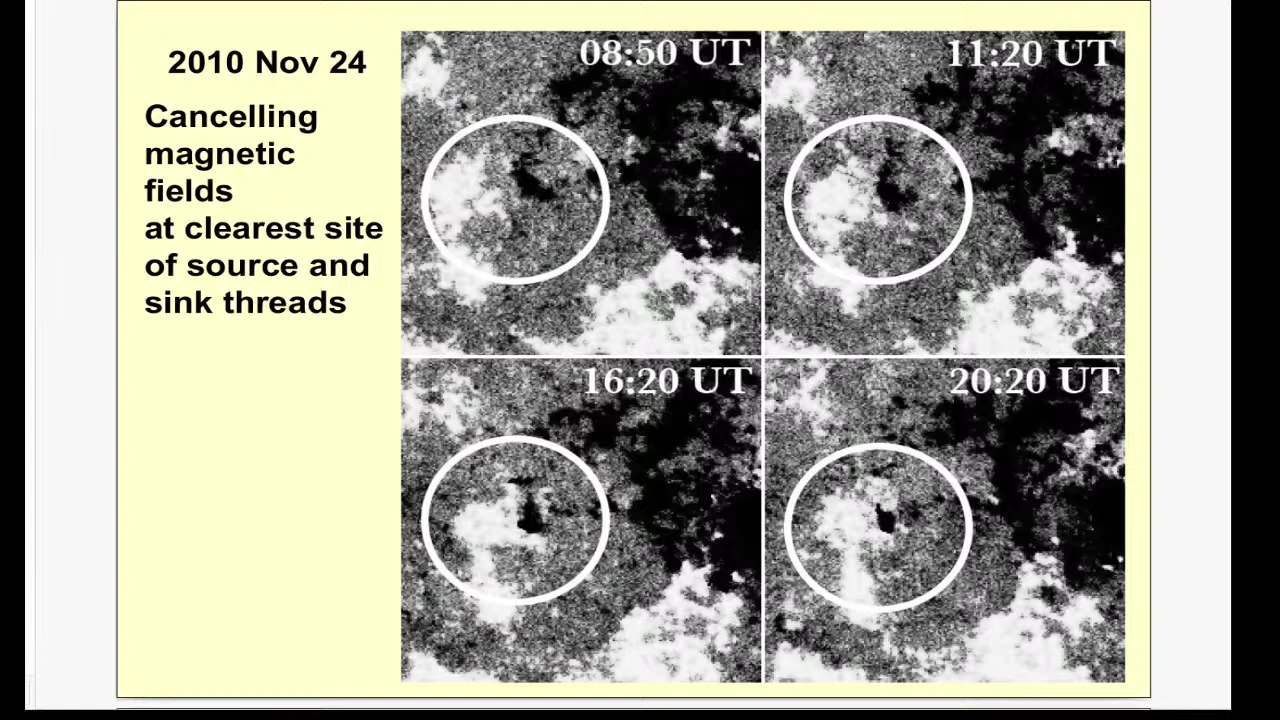 2010 Nov 24
Cancelling
magnetic
fields
at clearest site
of source and
sink threads
08:50 UT
11:20 UT
16:20 UT
20:20 UT